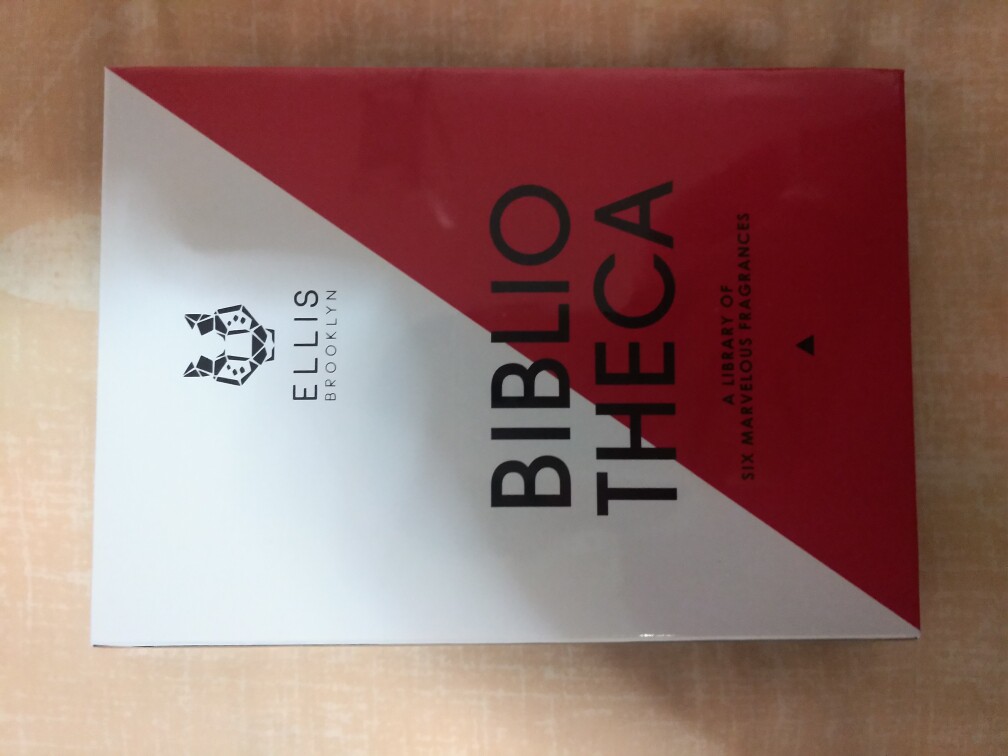 ELLIS
BROOKLYN
BIBLIO
THECA
A LIBRARY OF
SIX MARVELOUS FRAGRANCES